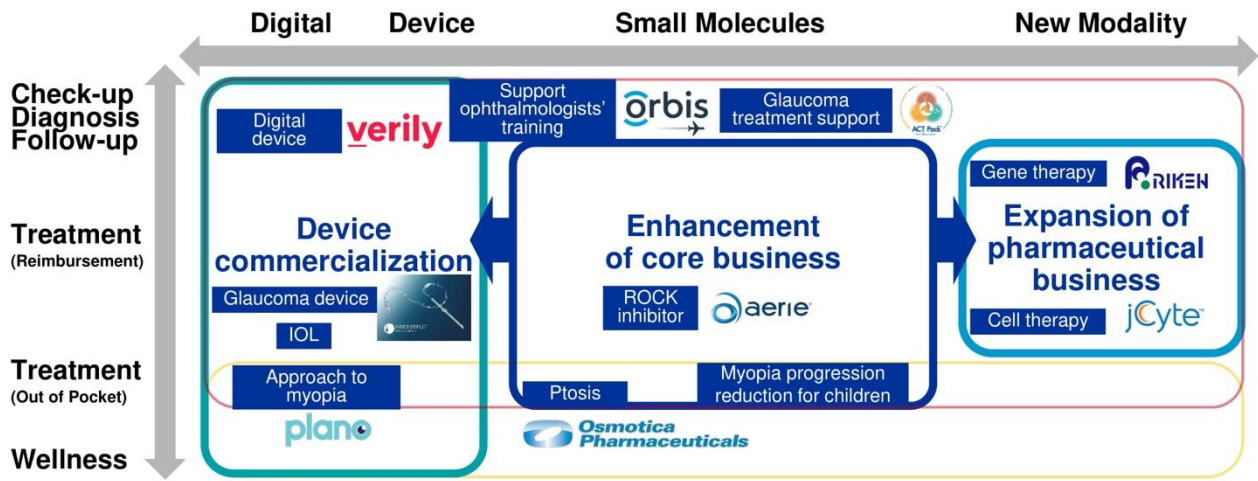 Digital
Device
Small Molecules
New Modality
Check-up
Diagnosis
Follow-up
Digital
device
verily
Support
ophthalmologists'
training
orbis
Glaucoma
treatment support
ACT Pack
Gene therapy
RIKEN
Treatment
(Reimbursement)
Device
commercialization
Enhancement
of core business
Expansion of
pharmaceutical
business
Glaucoma device
IOL
ROCK
inhibitor
aerie
Cell therapy
jCyte™
Treatment
(Out of Pocket)
Approach to
myopia
Ptosis
Myopia progression
reduction for children
plano
Osmotica
Pharmaceuticals
Wellness